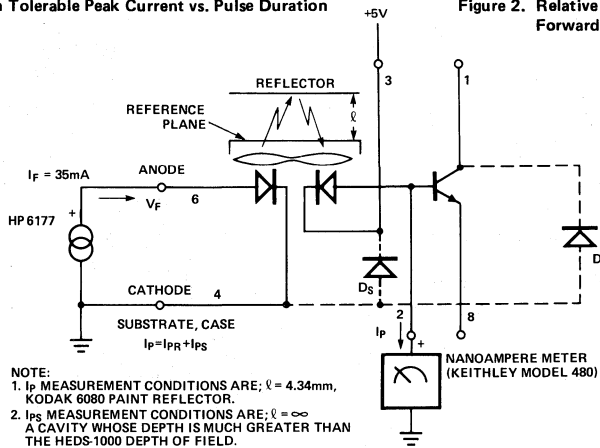 Tolerable Peak Current vs. Pulse Duration
Figure 2. Relative
Forward
+5V
3
1
REFLECTOR
ℓ
REFERENCE
PLANE
IF = 35mA
ANODE
6
VF
+
HP 6177
DS
D
CATHODE
4
2
8
SUBSTRATE, CASE
IP=IPR+IPS
IP
+
NANOAMPERE METER
(KEITHLEY MODEL 480)
NOTE:
1. IP MEASUREMENT CONDITIONS ARE; ℓ = 4.34mm,
KODAK 6080 PAINT REFLECTOR.
2. IPS MEASUREMENT CONDITIONS ARE; ℓ = ∞
A CAVITY WHOSE DEPTH IS MUCH GREATER THAN
THE HEDS-1000 DEPTH OF FIELD.